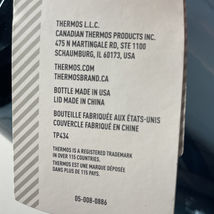 THERMOS L.L.C.
CANADIAN THERMOS PRODUCTS INC.
475 N MARTINGALE RD, STE 1100
SCHAUMBURG, IL 60173, USA
THERMOS.COM
THERMOSBRAND.CA
BOTTLE MADE IN USA
LID MADE IN CHINA
BOUTEILLE FABRIQUÉE AUX ÉTATS-UNIS
COUVERCLE FABRIQUÉ EN CHINE
TP434
THERMOS IS A REGISTERED TRADEMARK
IN OVER 115 COUNTRIES.
THERMOS EST UNE MARQUE DÉPOSÉE
DANS PLUS DE 115 PAYS.
05-008-0886